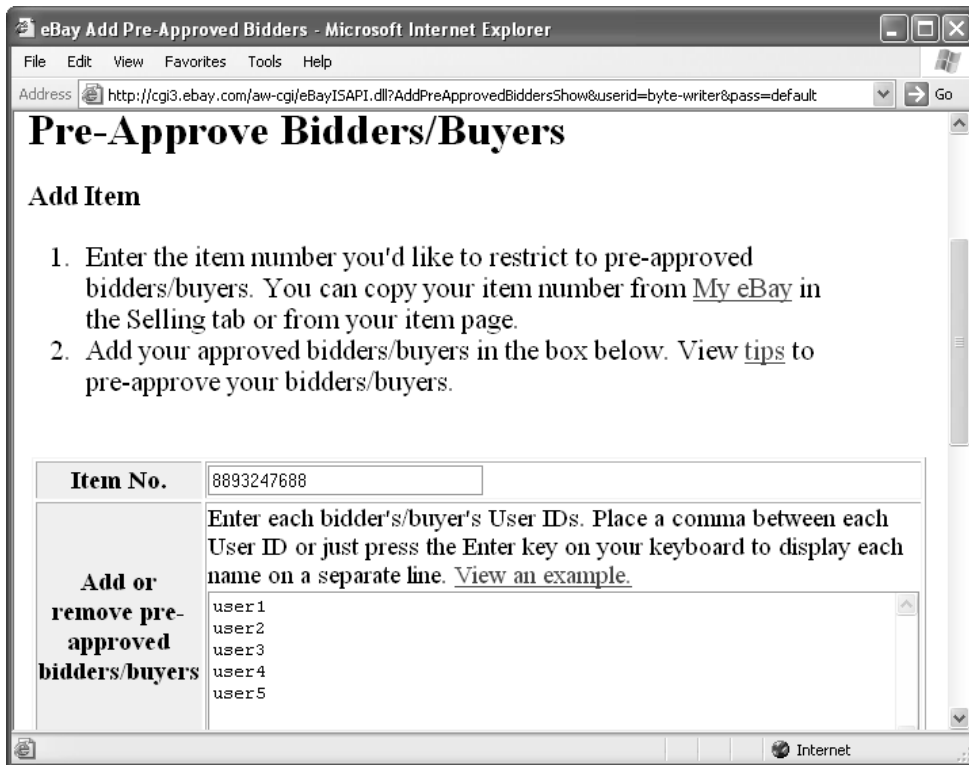 eBay Add Pre-Approved Bidders - Microsoft Internet Explorer
File Edit View Favorites Tools Help
Address http://cgi3.ebay.com/aw-cgi/eBayISAPI.dll?AddPreApprovedBiddersShow&userid=byte-writer&pass=default Go
Pre-Approve Bidders/Buyers
Add Item
1. Enter the item number you'd like to restrict to pre-approved
bidders/buyers. You can copy your item number from My eBay in
the Selling tab or from your item page.
2. Add your approved bidders/buyers in the box below. View tips to
pre-approve your bidders/buyers.
Item No. 8893247688
Enter each bidder's/buyer's User IDs. Place a comma between each
User ID or just press the Enter key on your keyboard to display each
name on a separate line. View an example.
Add or
remove pre-
approved
bidders/buyers
user1
user2
user3
user4
user5
Internet